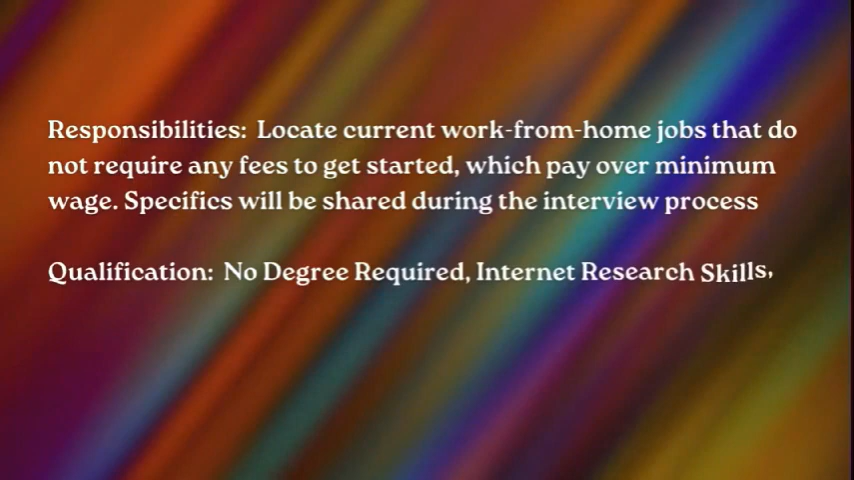 Responsibilities: Locate current work-from-home jobs that do
not require any fees to get started, which pay over minimum
wage. Specifics will be shared during the interview process
Qualification: No Degree Required, Internet Research Skills,